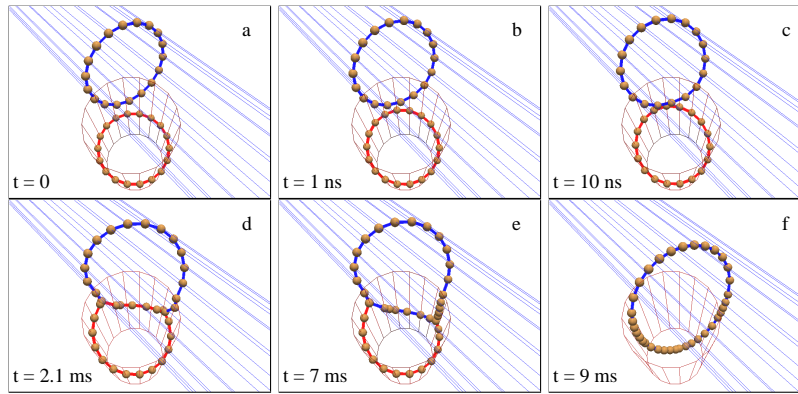 a
t = 0
b
t = 1 ns
c
t = 10 ns
d
t = 2.1 ms
e
t = 7 ms
f
t = 9 ms